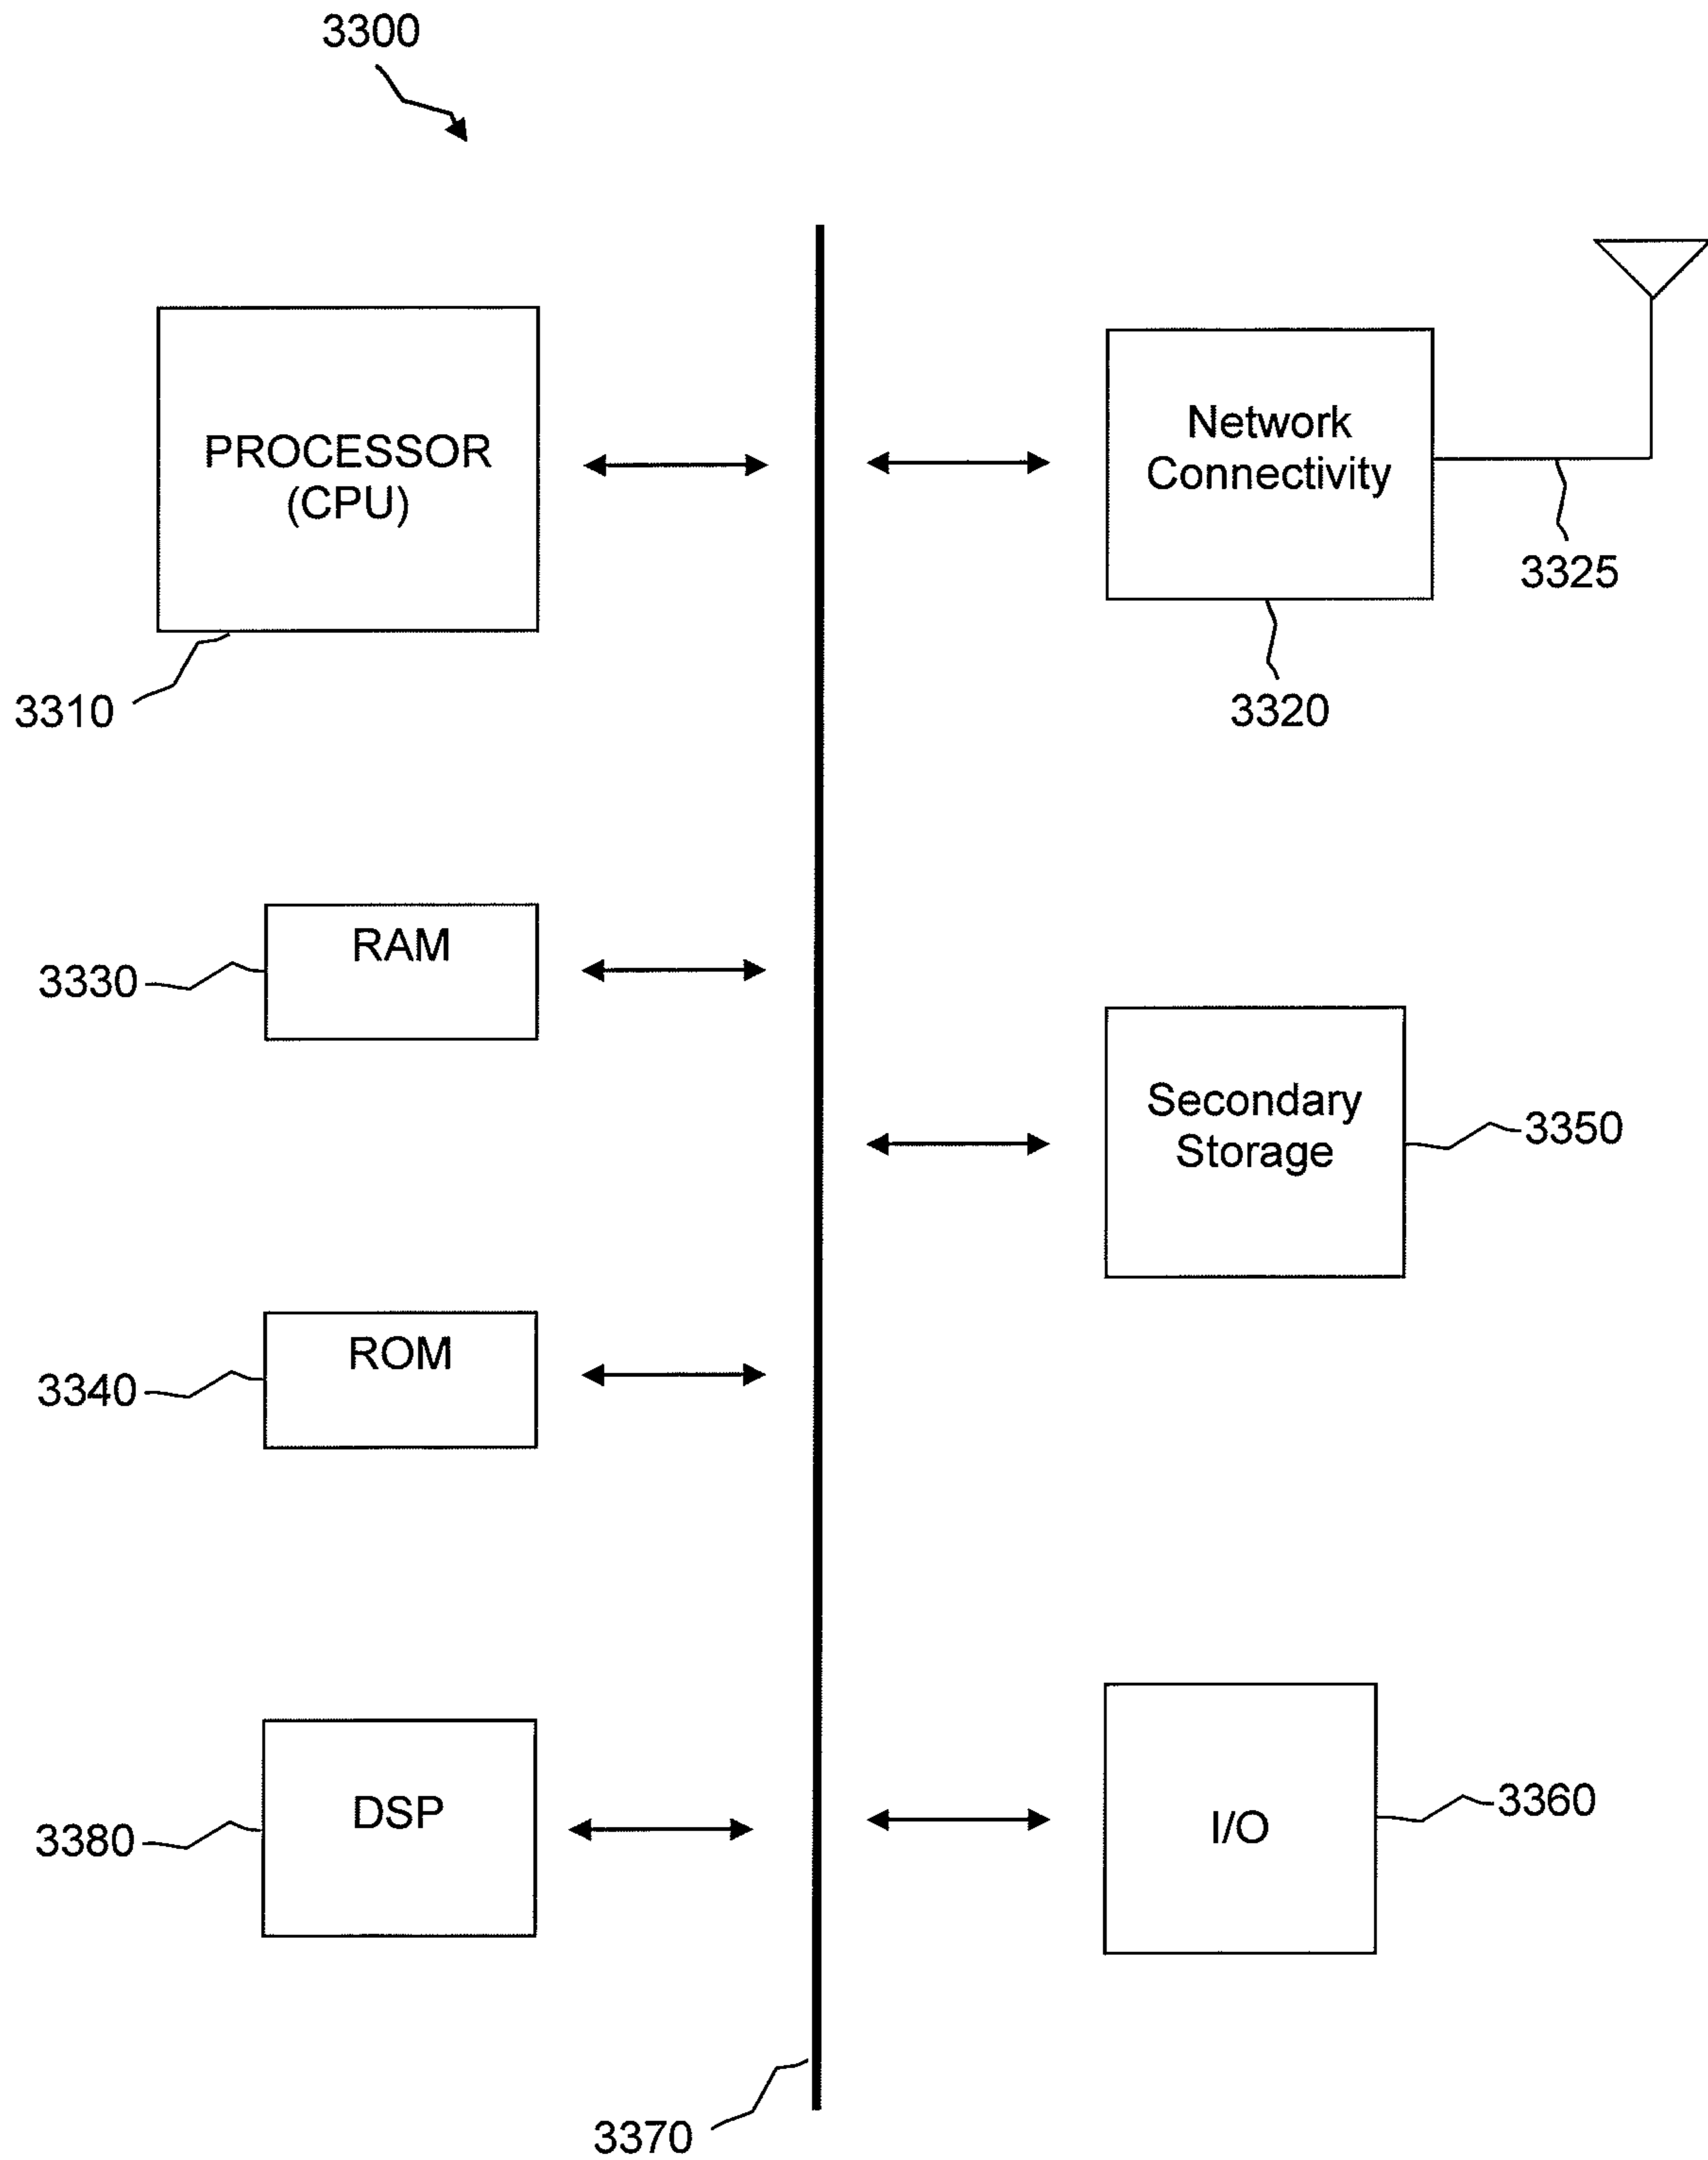 3300
PROCESSOR
(CPU)
3310
Network
Connectivity
3325
3320
RAM
3330
Secondary
Storage
3350
ROM
3340
DSP
3380
I/O
3360
3370